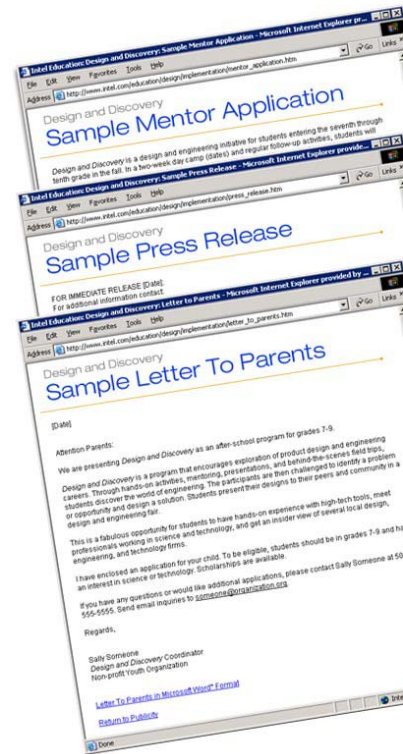 Intel Education: Design and Discovery: Sample Mentor Application - Microsoft Internet Explorer pr...
File Edit View Favorites Tools Help
Address http://www.intel.com/education/design/implementation/mentor_application.htm Go Links
Design and Discovery
Sample Mentor Application
Design and Discovery is a design and engineering initiative for students entering the seventh through
tenth grade in the fall. In a two-week day camp (dates) and regular follow-up activities, students will
Intel Education: Design and Discovery: Sample Press Release - Microsoft Internet Explorer provide...
File Edit View Favorites Tools Help
Address http://www.intel.com/education/design/implementation/press_release.htm Go Links
Design and Discovery
Sample Press Release
FOR IMMEDIATE RELEASE [Date]:
For additional information contact:
Intel Education: Design and Discovery: Letter to Parents - Microsoft Internet Explorer provided by ...
File Edit View Favorites Tools Help
Address http://www.intel.com/education/design/implementation/letter_to_parents.htm Go Links
Design and Discovery
Sample Letter To Parents
[Date]
Attention Parents:
We are presenting Design and Discovery as an after-school program for grades 7-9.
Design and Discovery is a program that encourages exploration of product design and engineering
careers. Through hands-on activities, mentoring, presentations, and behind-the-scenes field trips,
students discover the world of engineering. The participants are then challenged to identify a problem
or opportunity and design a solution. Students present their designs to their peers and community in a
design and engineering fair.
This is a fabulous opportunity for students to have hands-on experience with high-tech tools, meet
professionals working in science and technology, and get an insider view of several local design,
engineering, and technology firms.
I have enclosed an application for your child. To be eligible, students should be in grades 7-9 and ha
an interest in science or technology. Scholarships are available.
If you have any questions or would like additional applications, please contact Sally Someone at 50
555-5555. Send email inquiries to someone@organization.org.
Regards,
Sally Someone
Design and Discovery Coordinator
Non-profit Youth Organization
Letter To Parents in Microsoft Word* Format
Return to Publicity
Done Inte